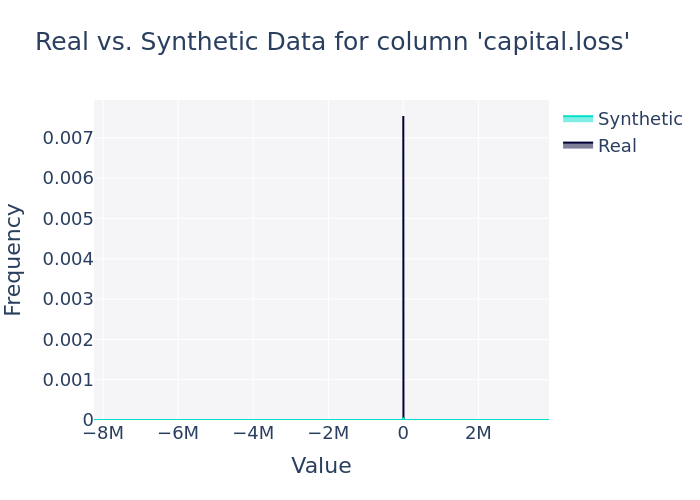 Real vs. Synthetic Data for column 'capital.loss'
Synthetic
Real
Frequency
0.007
0.006
0.005
0.004
0.003
0.002
0.001
0
−8M −6M −4M −2M 0 2M
Value